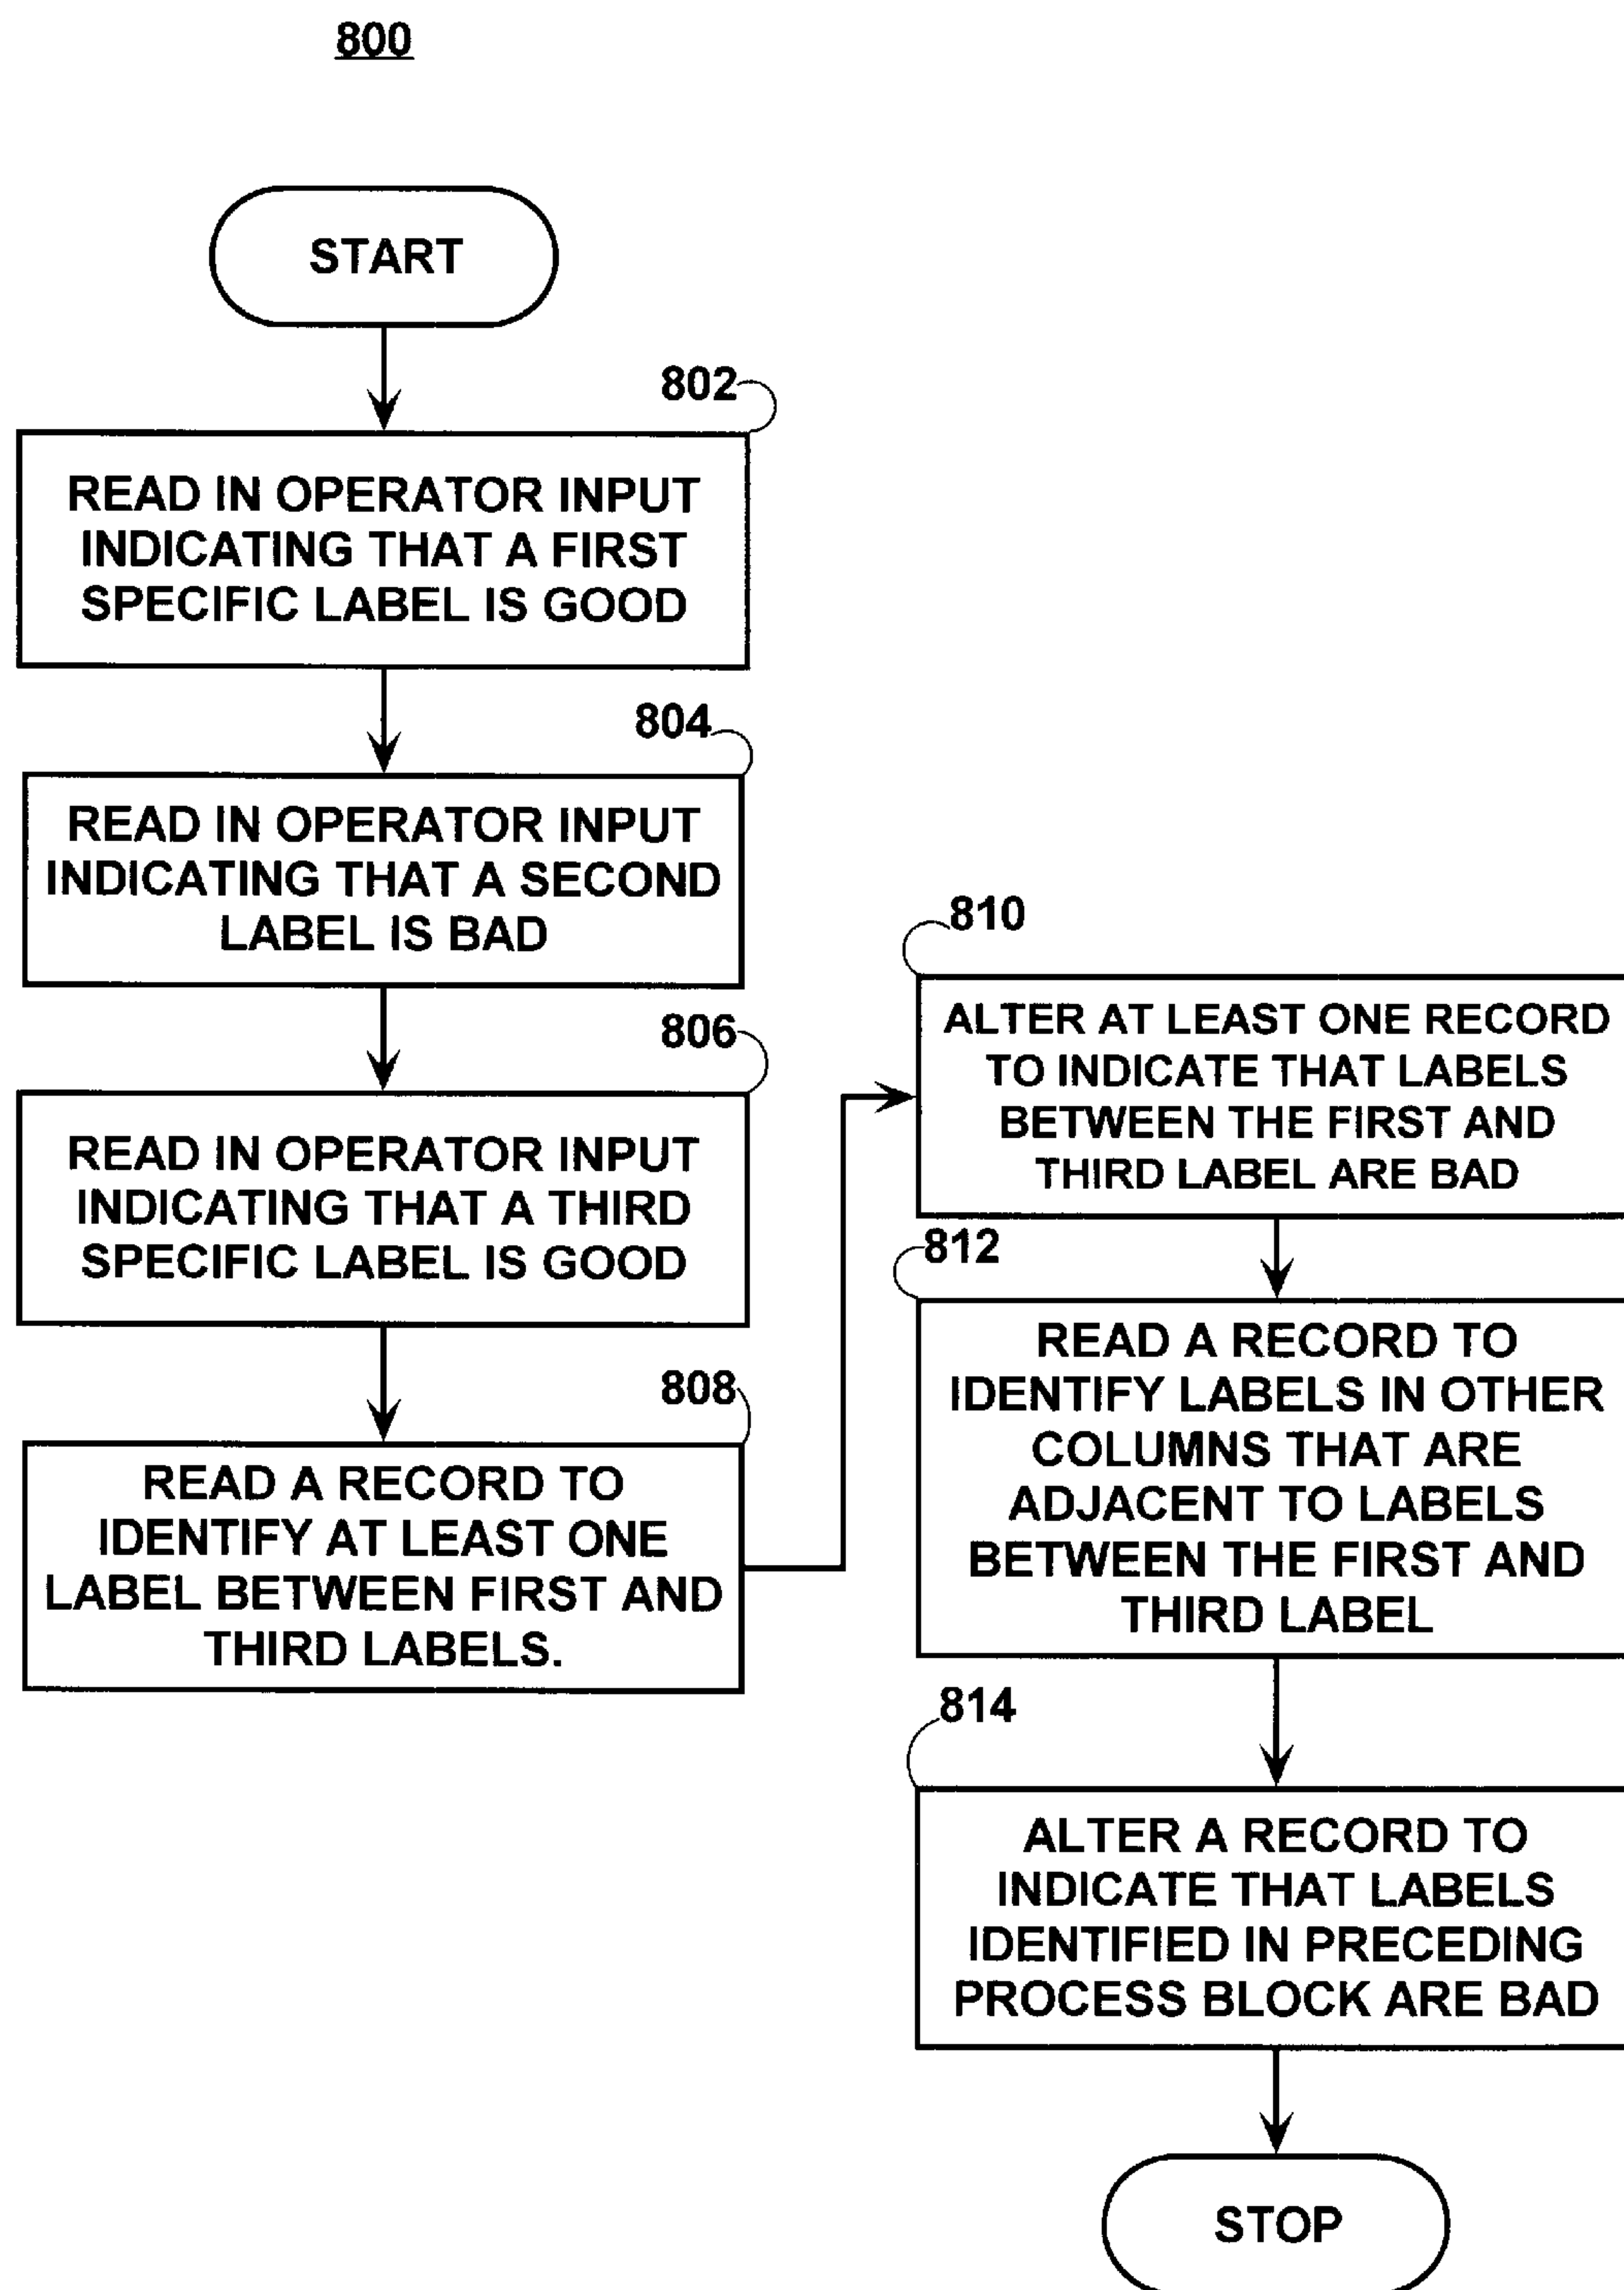 800
START
802
READ IN OPERATOR INPUT
INDICATING THAT A FIRST
SPECIFIC LABEL IS GOOD
804
READ IN OPERATOR INPUT
INDICATING THAT A SECOND
LABEL IS BAD
806
READ IN OPERATOR INPUT
INDICATING THAT A THIRD
SPECIFIC LABEL IS GOOD
808
READ A RECORD TO
IDENTIFY AT LEAST ONE
LABEL BETWEEN FIRST AND
THIRD LABELS.
810
ALTER AT LEAST ONE RECORD
TO INDICATE THAT LABELS
BETWEEN THE FIRST AND
THIRD LABEL ARE BAD
812
READ A RECORD TO
IDENTIFY LABELS IN OTHER
COLUMNS THAT ARE
ADJACENT TO LABELS
BETWEEN THE FIRST AND
THIRD LABEL
814
ALTER A RECORD TO
INDICATE THAT LABELS
IDENTIFIED IN PRECEDING
PROCESS BLOCK ARE BAD
STOP